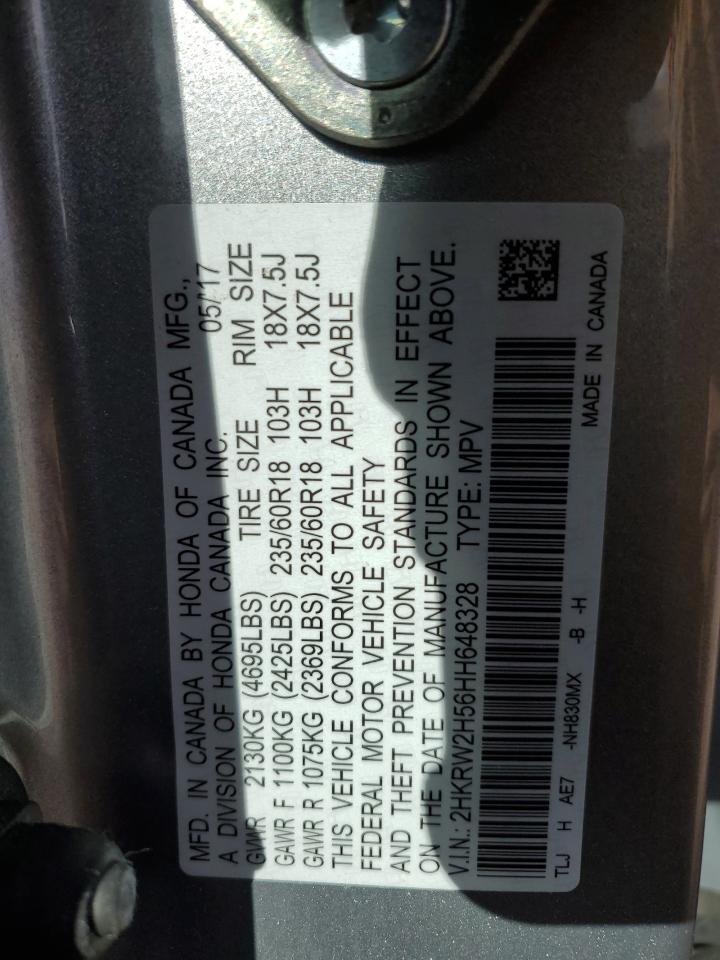 MFD. IN CANADA BY HONDA OF CANADA MFG.,
A DIVISION OF HONDA CANADA INC. 05/17
GVWR 2130KG (4695LBS) TIRE SIZE RIM SIZE
GAWR F 1100KG (2425LBS) 235/60R18 103H 18X7.5J
GAWR R 1075KG (2369LBS) 235/60R18 103H 18X7.5J
THIS VEHICLE CONFORMS TO ALL APPLICABLE
FEDERAL MOTOR VEHICLE SAFETY
AND THEFT PREVENTION STANDARDS IN EFFECT
ON THE DATE OF MANUFACTURE SHOWN ABOVE.
V.I.N.: 2HKRW2H56HH648328 TYPE: MPV
TLJ H AE7 -NH830MX -B -H MADE IN CANADA